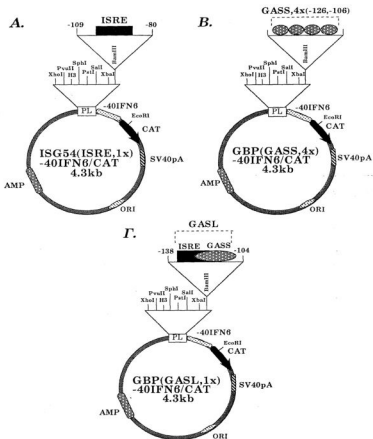 A.
-109 ISRE -80
BamHI
SphI
PvuII SalI
XhoI H3 PstI XbaI
PL -40IFN6
EcoRI
CAT
ISG54(ISRE,1x)
-40IFN6/CAT
4.3kb
SV40pA
AMP
ORI
B.
GASS,4x(-126,-106)
BamHI
SphI
PvuII SalI
XhoI H3 PstI XbaI
PL -40IFN6
EcoRI
CAT
GBP(GASS,4x)
-40IFN6/CAT
4.3kb
SV40pA
AMP
ORI
Γ.
GASL
ISRE GASS
-138 -104
BamHI
SphI
PvuII SalI
XhoI H3 PstI XbaI
PL -40IFN6
EcoRI
CAT
GBP(GASL,1x)
-40IFN6/CAT
4.3kb
SV40pA
AMP
ORI